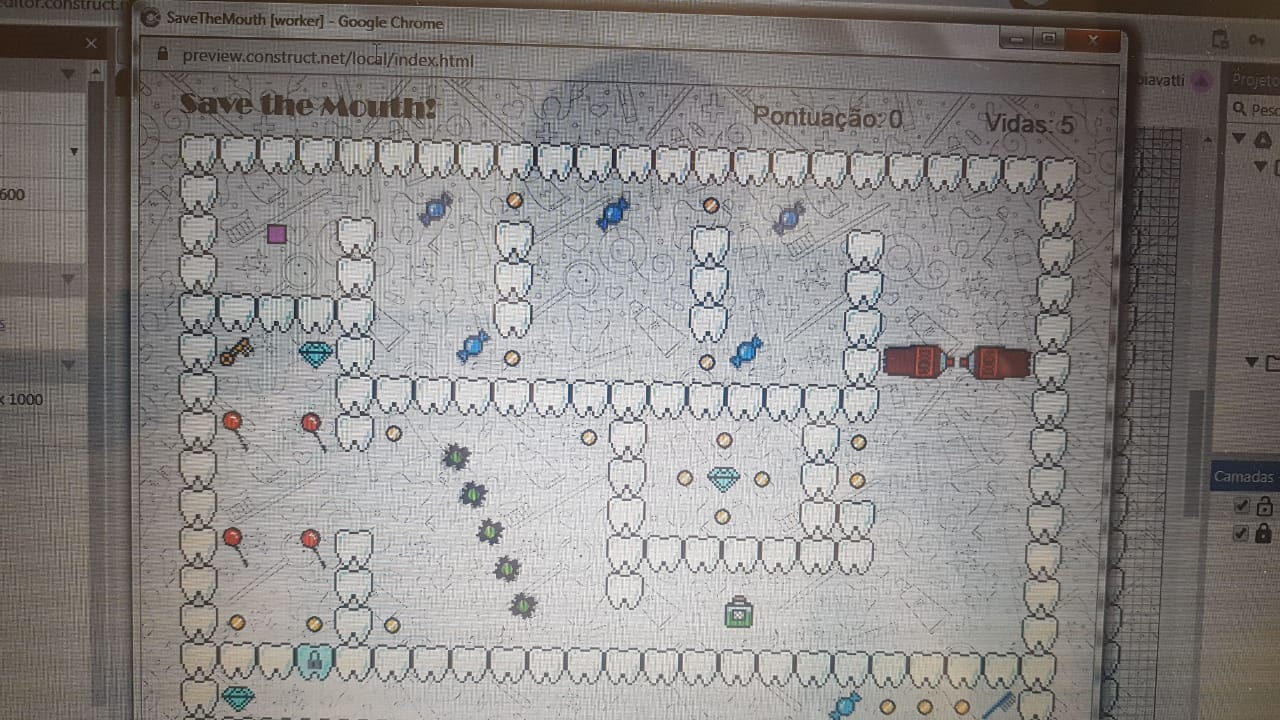 SaveTheMouth [worker] - Google Chrome
preview.construct.net/local/index.html
Save the Mouth!
Pontuação: 0
Vidas: 5
600
x 1000
Camadas